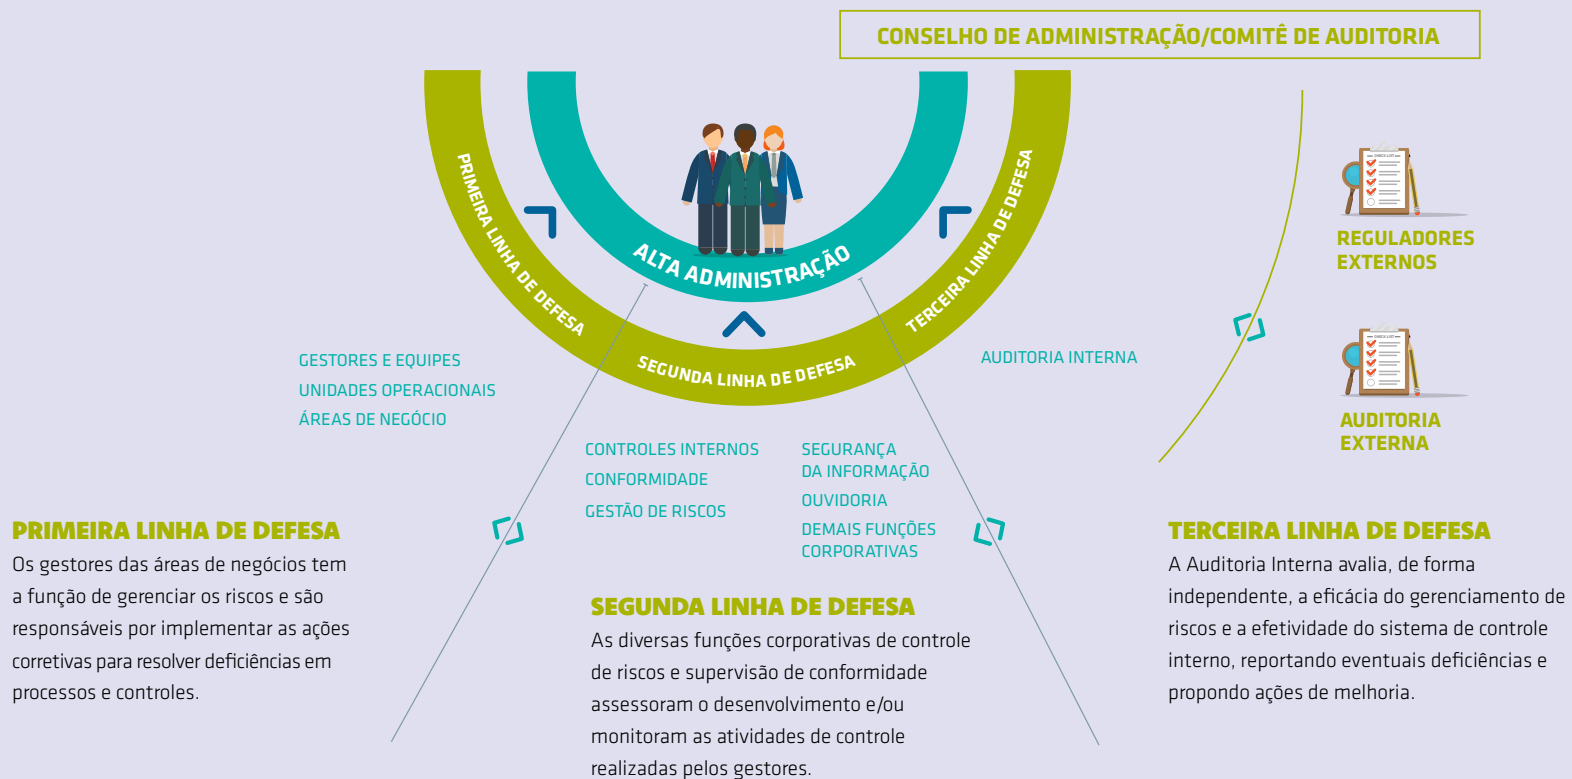 CONSELHO DE ADMINISTRAÇÃO/COMITÊ DE AUDITORIA
ALTA ADMINISTRAÇÃO
PRIMEIRA LINHA DE DEFESA
SEGUNDA LINHA DE DEFESA
TERCEIRA LINHA DE DEFESA
GESTORES E EQUIPES
UNIDADES OPERACIONAIS
ÁREAS DE NEGÓCIO
CONTROLES INTERNOS
CONFORMIDADE
GESTÃO DE RISCOS
SEGURANÇA
DA INFORMAÇÃO
OUVIDORIA
DEMAIS FUNÇÕES
CORPORATIVAS
AUDITORIA INTERNA
CHECK LIST
REGULADORES
EXTERNOS
CHECK LIST
AUDITORIA
EXTERNA
PRIMEIRA LINHA DE DEFESA
Os gestores das áreas de negócios tem
a função de gerenciar os riscos e são
responsáveis por implementar as ações
corretivas para resolver deficiências em
processos e controles.
SEGUNDA LINHA DE DEFESA
As diversas funções corporativas de controle
de riscos e supervisão de conformidade
assessoram o desenvolvimento e/ou
monitoram as atividades de controle
realizadas pelos gestores.
TERCEIRA LINHA DE DEFESA
A Auditoria Interna avalia, de forma
independente, a eficácia do gerenciamento de
riscos e a efetividade do sistema de controle
interno, reportando eventuais deficiências e
propondo ações de melhoria.